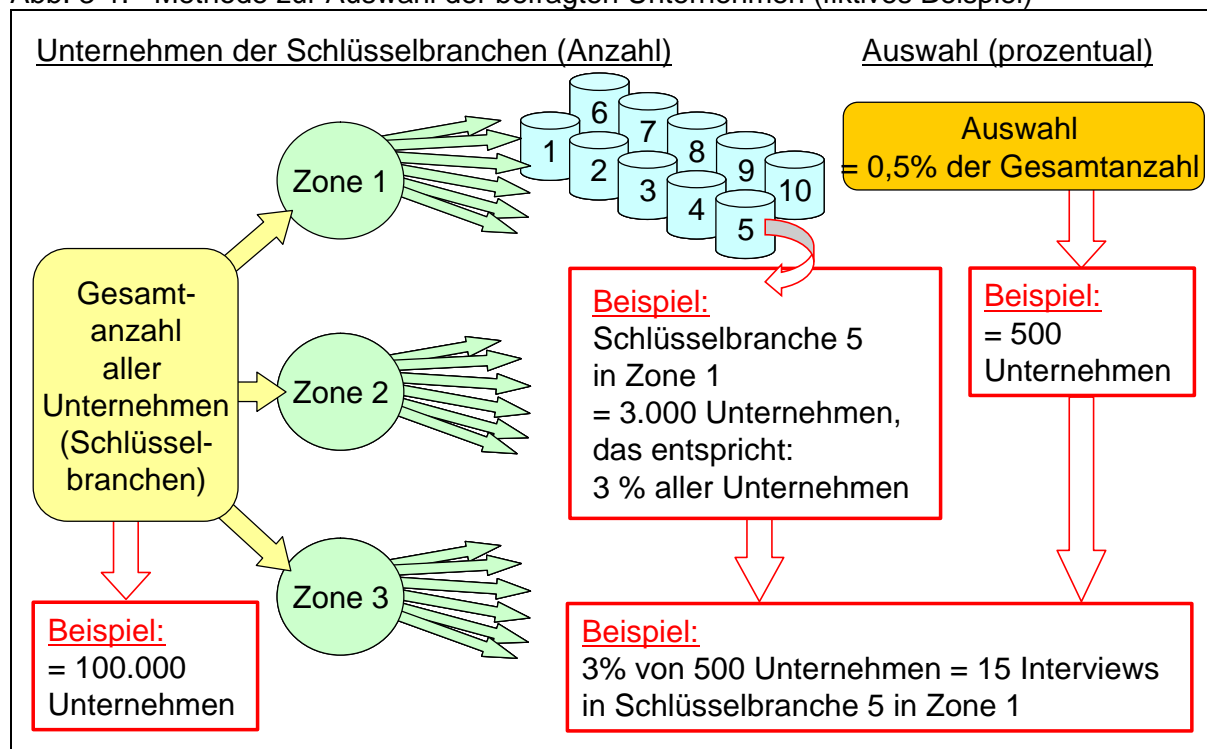 Unternehmen der Schlüsselbranchen (Anzahl)
Auswahl (prozentual)
Zone 1
1
2
3
4
5
6
7
8
9
10
Auswahl
= 0,5% der Gesamtanzahl
Gesamt-
anzahl
aller
Unternehmen
(Schlüssel-
branchen)
Zone 2
Zone 3
Beispiel:
Schlüsselbranche 5
in Zone 1
= 3.000 Unternehmen,
das entspricht:
3 % aller Unternehmen
Beispiel:
= 500
Unternehmen
Beispiel:
= 100.000
Unternehmen
Beispiel:
3% von 500 Unternehmen = 15 Interviews
in Schlüsselbranche 5 in Zone 1